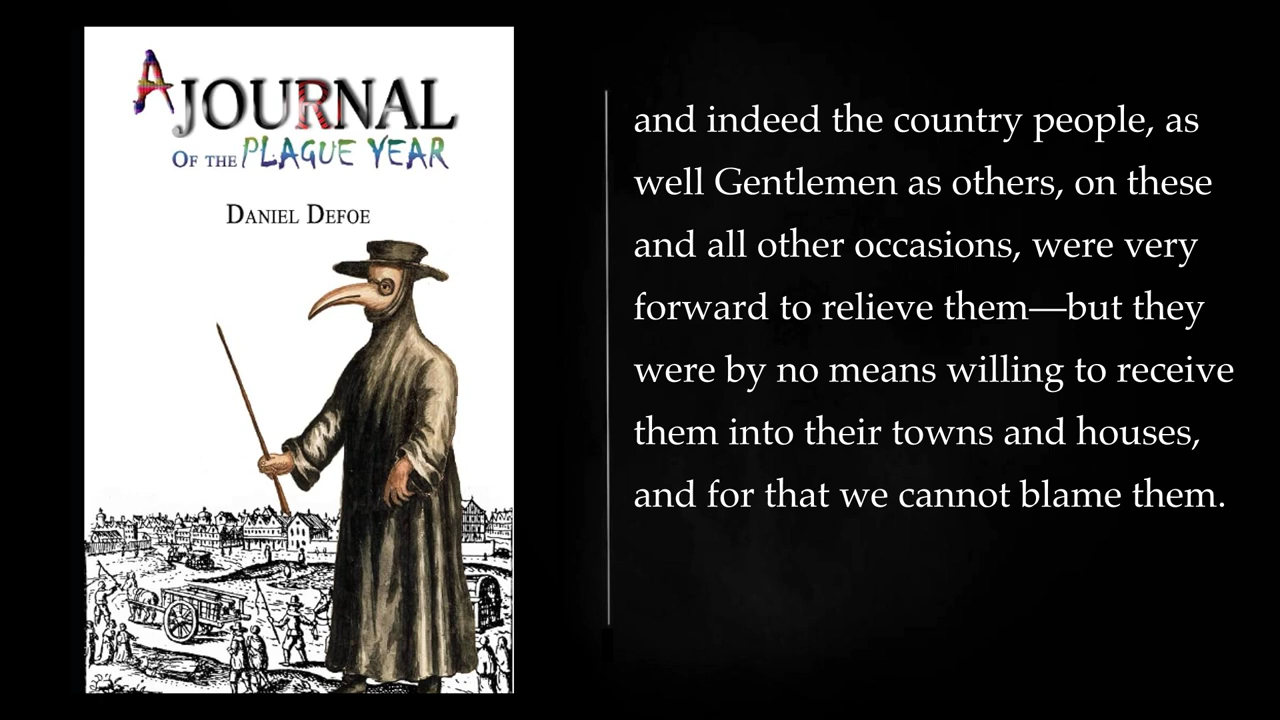 A JOURNAL
OF THE PLAGUE YEAR
DANIEL DEFOE
and indeed the country people, as
well Gentlemen as others, on these
and all other occasions, were very
forward to relieve them—but they
were by no means willing to receive
them into their towns and houses,
and for that we cannot blame them.